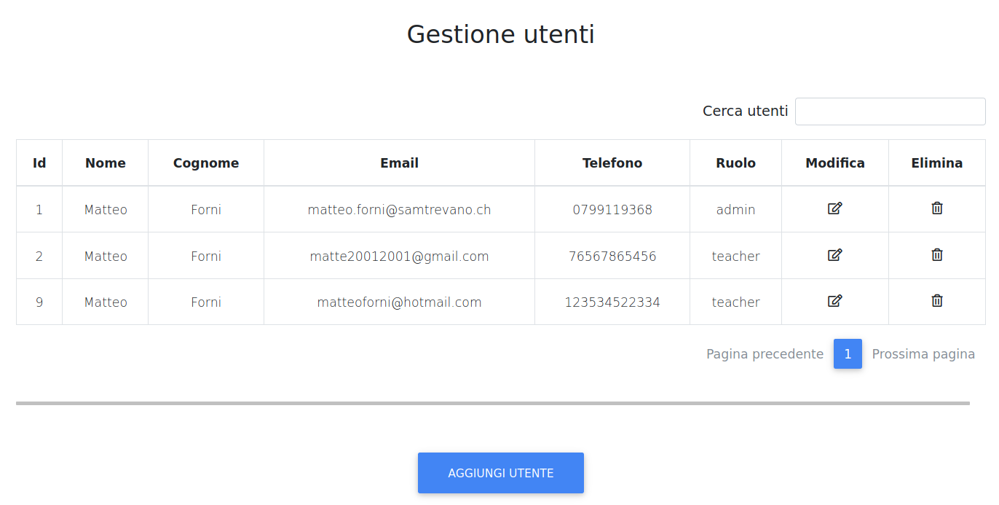 Gestione utenti
Cerca utenti
Id Nome Cognome Email Telefono Ruolo Modifica Elimina
1 Matteo Forni matteo.forni@samtrevano.ch 0799119368 admin
2 Matteo Forni matte20012001@gmail.com 76567865456 teacher
9 Matteo Forni matteoforni@hotmail.com 123534522334 teacher
Pagina precedente 1 Prossima pagina
AGGIUNGI UTENTE